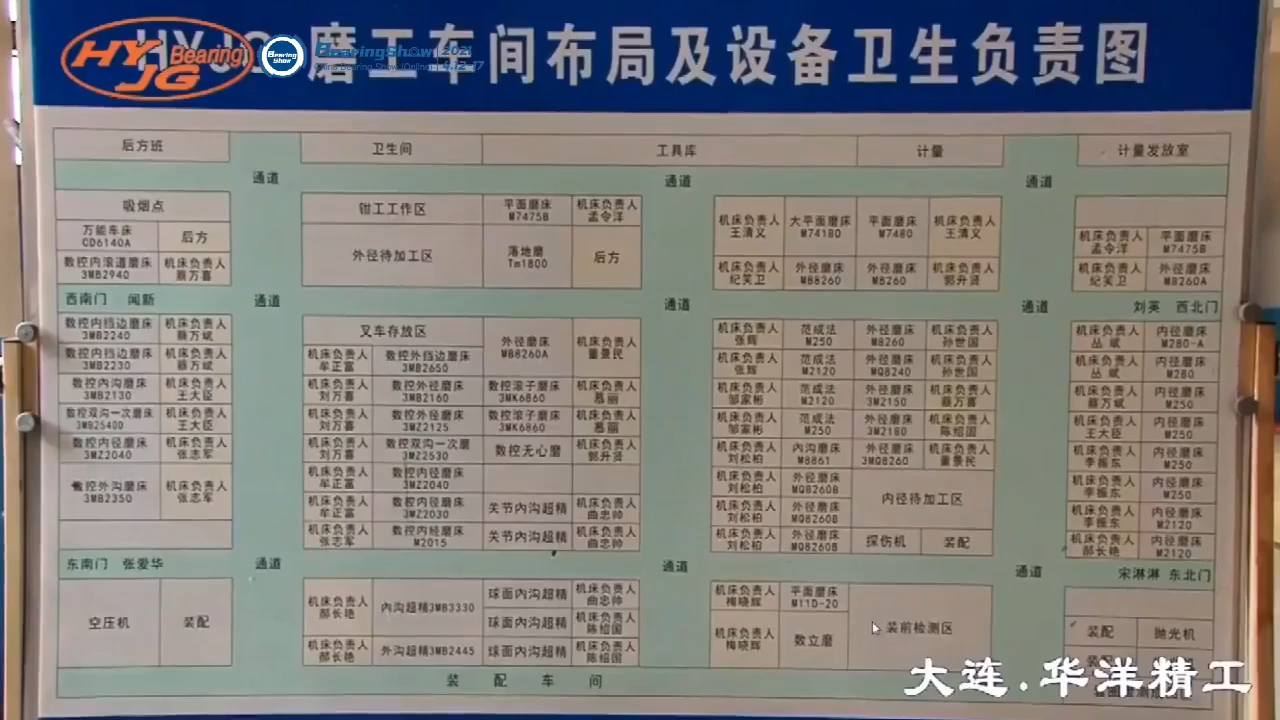 HYJG 磨工车间布局及设备卫生负责图
HY Bearing
JG
Bearing Show
BearingShow 2021
China Bearing Show (Online) 4.12-17
后方班 卫生间 工具库 计量 计量发放室
通道 通道 通道
吸烟点
万能车床
CD6140A
后方
数控内滚道磨床
3MB2940
机床负责人
蔡万喜
钳工工作区
平面磨床
M7475B
机床负责人
孟令洋
外径待加工区
落地磨
Tm1800
后方
机床负责人
王清义
大平面磨床
M74180
平面磨床
M7480
机床负责人
王清义
机床负责人
纪笑卫
外径磨床
MB8260
外径磨床
M8260
机床负责人
郭升贤
机床负责人
孟令洋
平面磨床
M7475B
机床负责人
纪笑卫
外径磨床
M8260A
西南门 闻新 通道 通道 通道 刘英 西北门
数控内挡边磨床
3MB2240
机床负责人
蔡万斌
数控内挡边磨床
3MB2230
机床负责人
蔡万斌
数控内沟磨床
3MB2130
机床负责人
王大臣
数控双沟一次磨床
3MB2540D
机床负责人
王大臣
数控内径磨床
3MZ2040
机床负责人
张志军
数控外沟磨床
3MB2350
机床负责人
张志军
叉车存放区
外径磨床
MB8260A
机床负责人
董景民
机床负责人
牟正富
数控外挡边磨床
3MB2650
机床负责人
刘万喜
数控外径磨床
3MB2160
数控滚子磨床
3MK6860
机床负责人
慕丽
机床负责人
刘万喜
数控外径磨床
3MZ2125
数控滚子磨床
3MK6860
机床负责人
慕丽
机床负责人
刘万喜
数控双沟一次磨
3MZ2530
数控无心磨
机床负责人
郭升贤
机床负责人
牟正富
数控内径磨床
3MZ2040
机床负责人
牟正富
数控内径磨床
3MZ2030
关节内沟超精
机床负责人
曲忠帅
机床负责人
张志军
数控内经磨床
M2015
关节内沟超精
机床负责人
曲忠帅
机床负责人
张辉
范成法
M250
外径磨床
M8260
机床负责人
孙世国
机床负责人
张辉
范成法
M2120
外径磨床
MQ8240
机床负责人
孙世国
机床负责人
邹家彬
范成法
M2120
外径磨床
3M2150
机床负责人
蔡万喜
机床负责人
邹家彬
范成法
M250
外径磨床
3M2180
机床负责人
陈绍国
机床负责人
刘松柏
内沟磨床
M8861
外径磨床
3MQ8260
机床负责人
董景民
机床负责人
刘松柏
外径磨床
MQ8260B
内径待加工区
机床负责人
刘松柏
外径磨床
MQ8260B
机床负责人
刘松柏
外径磨床
MQ8260B
探伤机
装配
机床负责人
丛斌
内径磨床
M280-A
机床负责人
丛斌
内径磨床
M280
机床负责人
蔡万斌
内径磨床
M250
机床负责人
王大臣
内径磨床
M250
机床负责人
李振东
内径磨床
M250
机床负责人
李振东
内径磨床
M250
机床负责人
李振东
内径磨床
M2120
机床负责人
郝长艳
内径磨床
M2120
东南门 张爱华 通道 通道 通道 宋淋淋 东北门
空压机
装配
机床负责人
郝长艳
内沟超精3MB3330
球面内沟超精
机床负责人
曲忠帅
球面内沟超精
机床负责人
陈绍国
机床负责人
郝长艳
外沟超精3MB2445
球面内沟超精
机床负责人
陈绍国
机床负责人
梅晓辉
平面磨床
M11D-20
机床负责人
梅晓辉
数立磨
装前检测区
装配
抛光机
装配
装配车间
大连.华洋精工